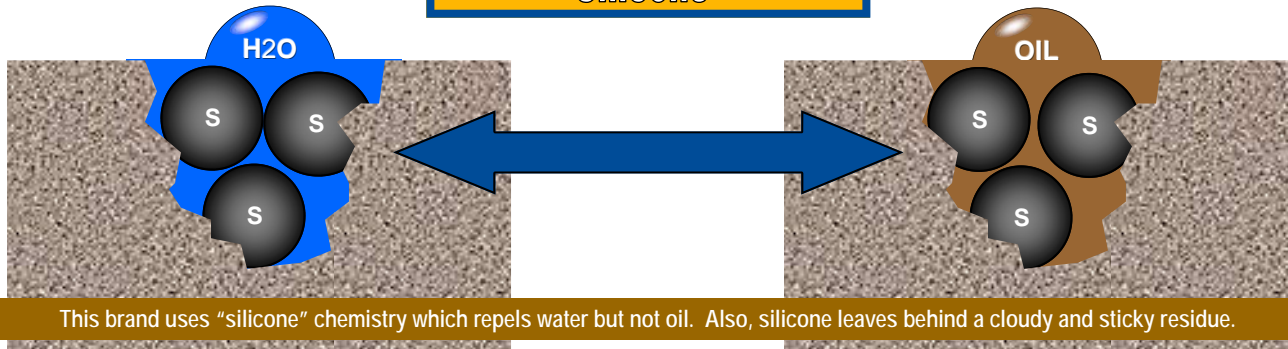 H2O
OIL
S
S
S
S
S
S
This brand uses “silicone” chemistry which repels water but not oil. Also, silicone leaves behind a cloudy and sticky residue.